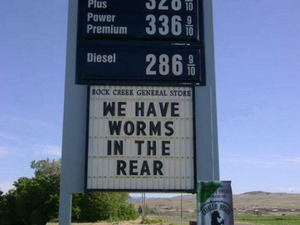 Plus 328 9/10
Power
Premium 336 9/10
Diesel 286 9/10
ROCK CREEK GENERAL STORE
WE HAVE
WORMS
IN THE
REAR